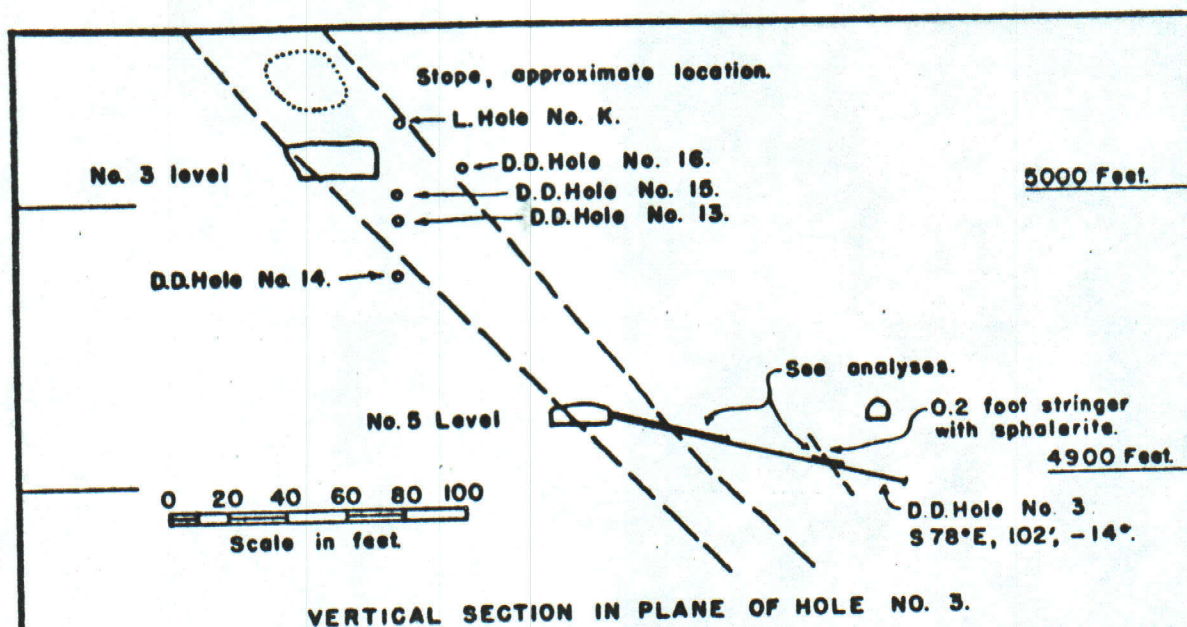 Stope, approximate location.
L. Hole No. K.
No. 3 level
D.D. Hole No. 16.
5000 Feet.
D.D. Hole No. 15.
D.D. Hole No. 13.
D.D. Hole No. 14.
See analyses.
No. 5 Level
0.2 foot stringer
with sphalerite.
4900 Feet.
0 20 40 60 80 100
Scale in feet.
D.D. Hole No. 3.
S 78° E, 102', -14°.
VERTICAL SECTION IN PLANE OF HOLE NO. 3.